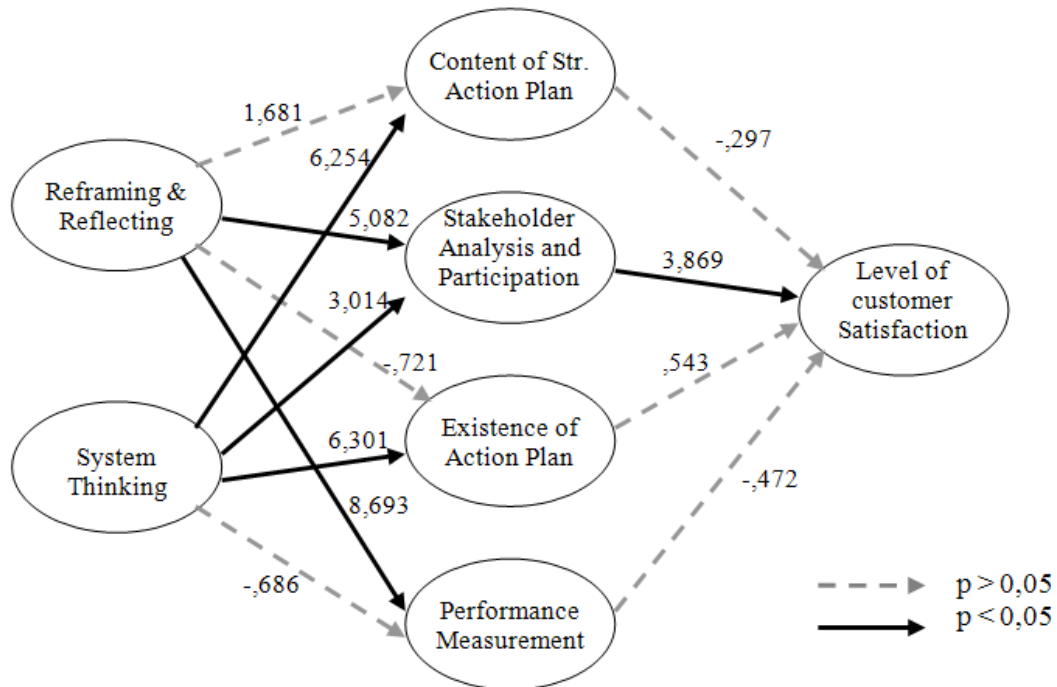 Content of Str.
Action Plan
1,681
6,254
-,297
Reframing &
Reflecting
5,082
Stakeholder
Analysis and
Participation
3,869
Level of
customer
Satisfaction
3,014
-,721
,543
System
Thinking
6,301
Existence of
Action Plan
8,693
-,472
-,686
Performance
Measurement
p > 0,05
p < 0,05